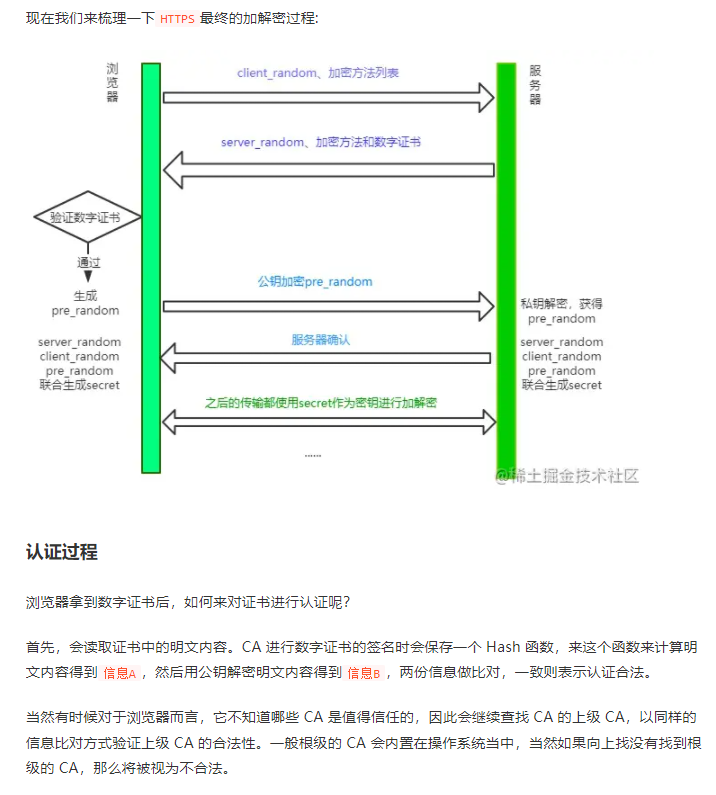 现在我们来梳理一下 HTTPS 最终的加解密过程:
浏
览
器
服
务
器
client_random、加密方法列表
server_random、加密方法和数字证书
验证数字证书
通过
生成
pre_random
公钥加密pre_random
私钥解密，获得
pre_random
server_random
client_random
pre_random
联合生成secret
服务器确认
server_random
client_random
pre_random
联合生成secret
之后的传输都使用secret作为密钥进行加解密
......
@稀土掘金技术社区
认证过程
浏览器拿到数字证书后，如何来对证书进行认证呢?
首先，会读取证书中的明文内容。CA 进行数字证书的签名时会保存一个 Hash 函数，来这个函数来计算明
文内容得到 信息A ，然后用公钥解密明文内容得到 信息B ，两份信息做比对，一致则表示认证合法。
当然有时候对于浏览器而言，它不知道哪些 CA 是值得信任的，因此会继续查找 CA 的上级 CA，以同样的
信息比对方式验证上级 CA 的合法性。一般根级的 CA 会内置在操作系统当中，当然如果向上找没有找到根
级的 CA，那么将被视为不合法。